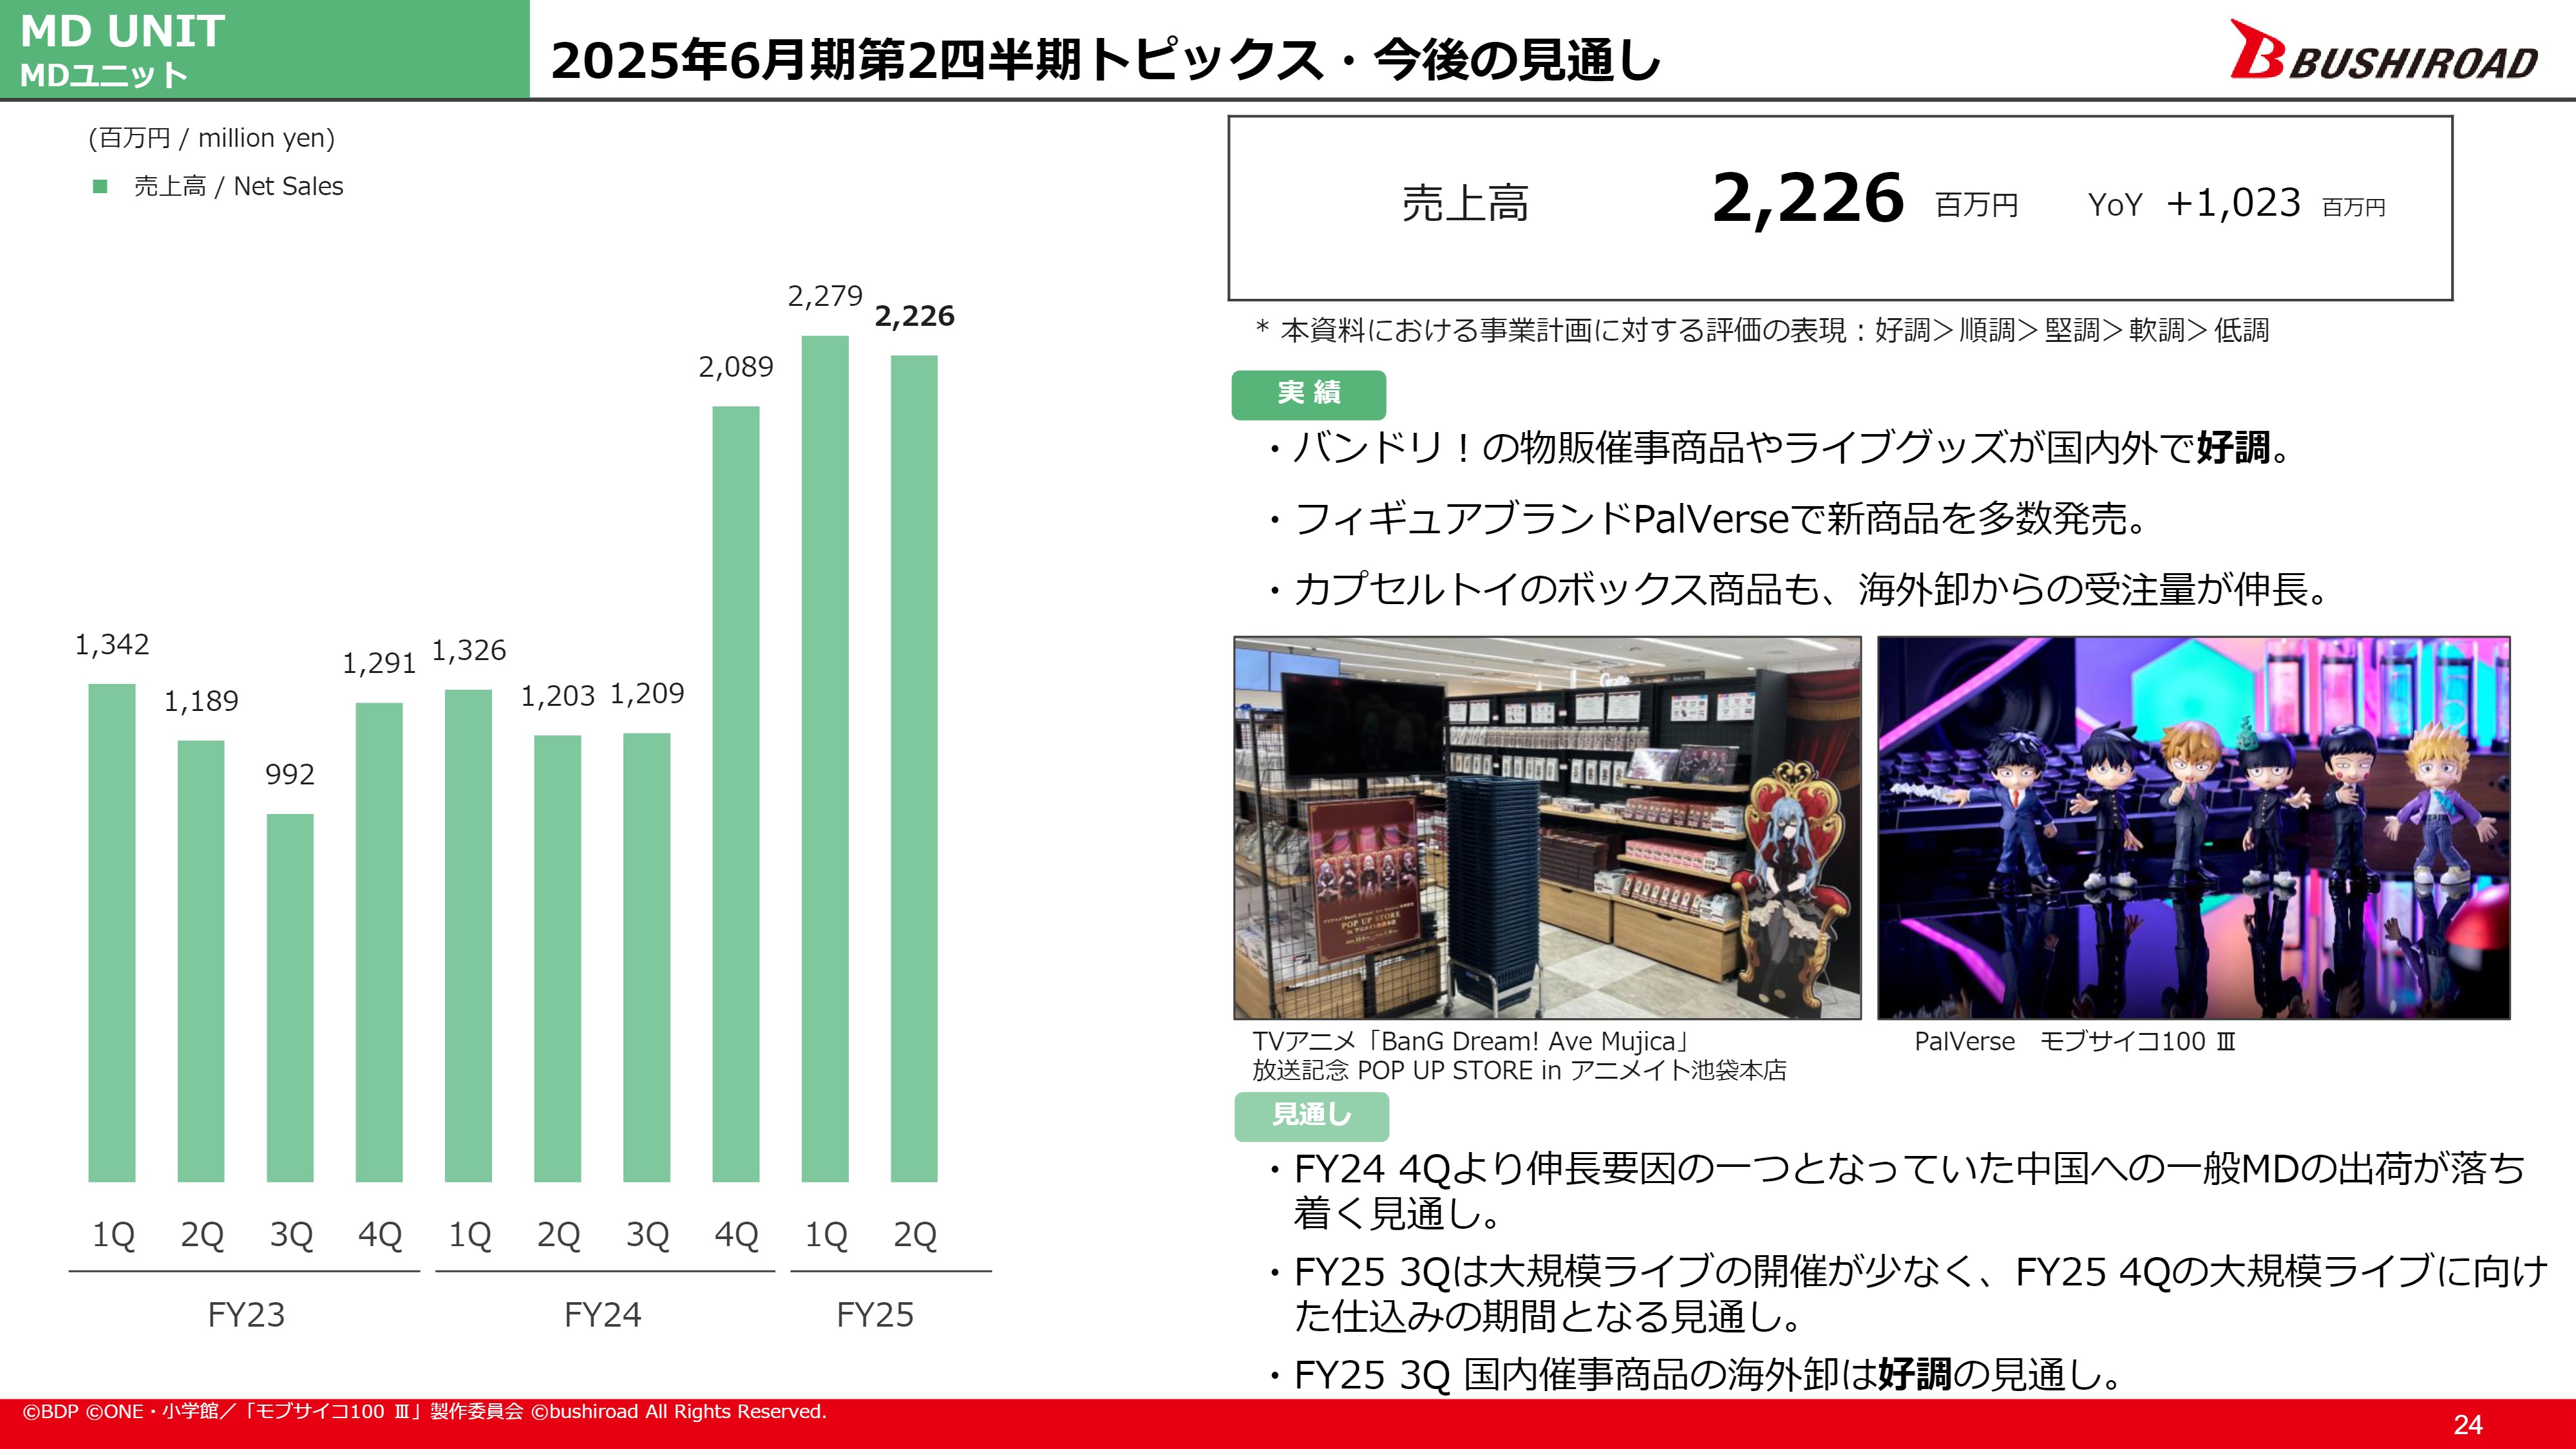 MD UNIT
MDユニット
2025年6月期第2四半期トピックス・今後の見通し
BUSHIROAD
(百万円 / million yen)
■ 売上高 / Net Sales
1,342
1,189
992
1,291
1,326
1,203
1,209
2,089
2,279
2,226
1Q 2Q 3Q 4Q 1Q 2Q 3Q 4Q 1Q 2Q
FY23 FY24 FY25
売上高 2,226 百万円 YoY +1,023 百万円
* 本資料における事業計画に対する評価の表現：好調＞順調＞堅調＞軟調＞低調
実 績
・バンドリ！の物販催事商品やライブグッズが国内外で好調。
・フィギュアブランドPalVerseで新商品を多数発売。
・カプセルトイのボックス商品も、海外卸からの受注量が伸長。
POP UP STORE
TVアニメ「BanG Dream! Ave Mujica」
放送記念 POP UP STORE in アニメイト池袋本店
PalVerse　モブサイコ100 Ⅲ
見通し
・FY24 4Qより伸長要因の一つとなっていた中国への一般MDの出荷が落ち
着く見通し。
・FY25 3Qは大規模ライブの開催が少なく、FY25 4Qの大規模ライブに向け
た仕込みの期間となる見通し。
・FY25 3Q 国内催事商品の海外卸は好調の見通し。
©BDP ©ONE・小学館／「モブサイコ100 Ⅲ」製作委員会 ©bushiroad All Rights Reserved.
24